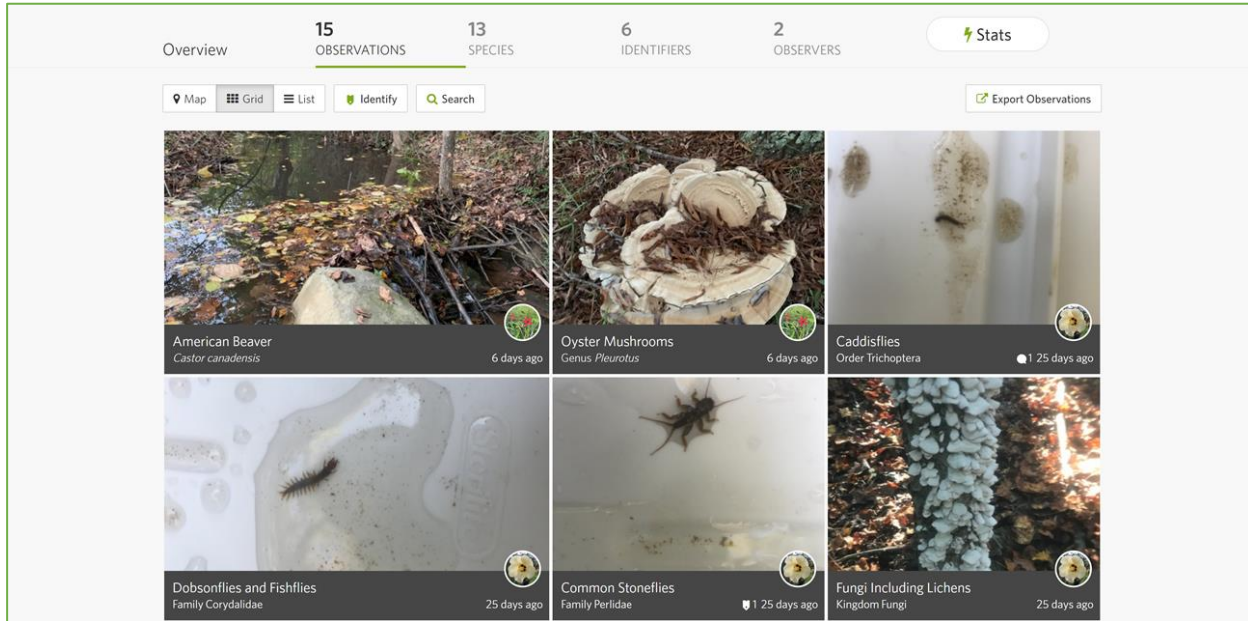 Overview
15
OBSERVATIONS
13
SPECIES
6
IDENTIFIERS
2
OBSERVERS
Stats
Map
Grid
List
Identify
Search
Export Observations
American Beaver
Castor canadensis
6 days ago
Oyster Mushrooms
Genus Pleurotus
6 days ago
Caddisflies
Order Trichoptera
1 25 days ago
Sterilite
Dobsonflies and Fishflies
Family Corydalidae
25 days ago
Common Stoneflies
Family Perlidae
1 25 days ago
Fungi Including Lichens
Kingdom Fungi
25 days ago